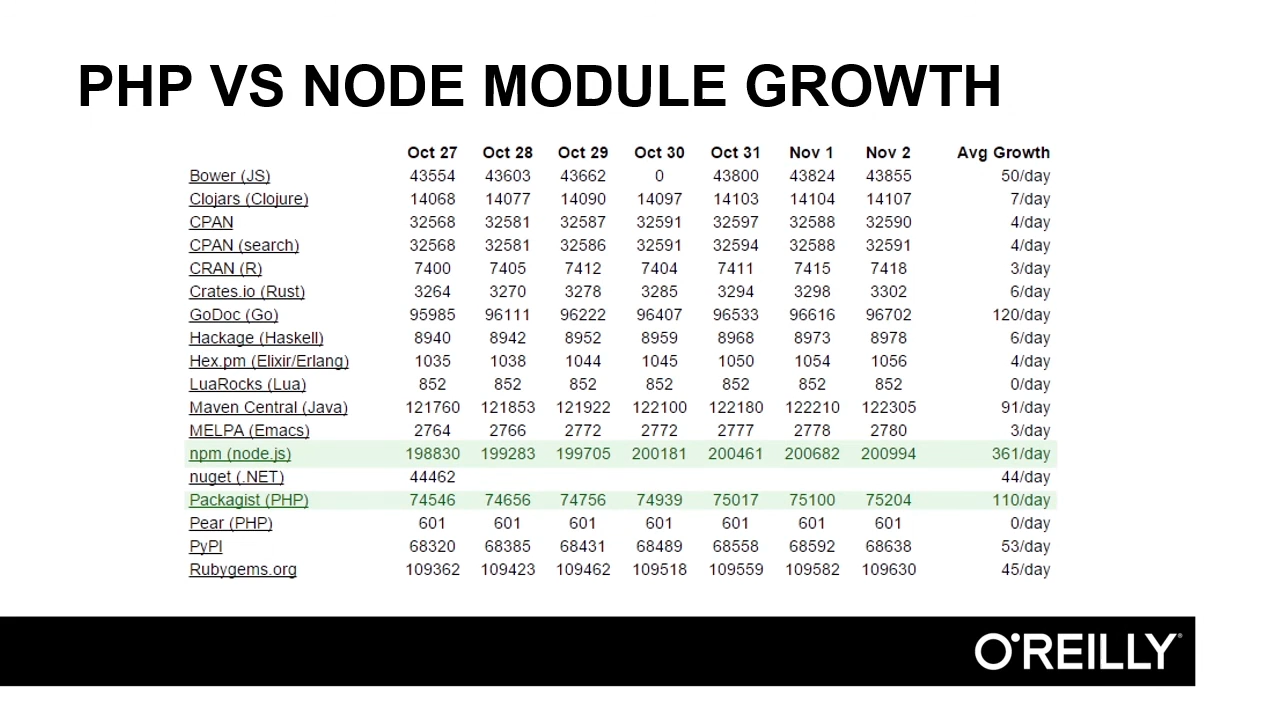 PHP VS NODE MODULE GROWTH
Oct 27 Oct 28 Oct 29 Oct 30 Oct 31 Nov 1 Nov 2 Avg Growth
Bower (JS) 43554 43603 43662 0 43800 43824 43855 50/day
Clojars (Clojure) 14068 14077 14090 14097 14103 14104 14107 7/day
CPAN 32568 32581 32587 32591 32597 32588 32590 4/day
CPAN (search) 32568 32581 32586 32591 32594 32588 32591 4/day
CRAN (R) 7400 7405 7412 7404 7411 7415 7418 3/day
Crates.io (Rust) 3264 3270 3278 3285 3294 3298 3302 6/day
GoDoc (Go) 95985 96111 96222 96407 96533 96616 96702 120/day
Hackage (Haskell) 8940 8942 8952 8959 8968 8973 8978 6/day
Hex.pm (Elixir/Erlang) 1035 1038 1044 1045 1050 1054 1056 4/day
LuaRocks (Lua) 852 852 852 852 852 852 852 0/day
Maven Central (Java) 121760 121853 121922 122100 122180 122210 122305 91/day
MELPA (Emacs) 2764 2766 2772 2772 2777 2778 2780 3/day
npm (node.js) 198830 199283 199705 200181 200461 200682 200994 361/day
nuget (.NET) 44462 44/day
Packagist (PHP) 74546 74656 74756 74939 75017 75100 75204 110/day
Pear (PHP) 601 601 601 601 601 601 601 0/day
PyPI 68320 68385 68431 68489 68558 68592 68638 53/day
Rubygems.org 109362 109423 109462 109518 109559 109582 109630 45/day
O'REILLY®